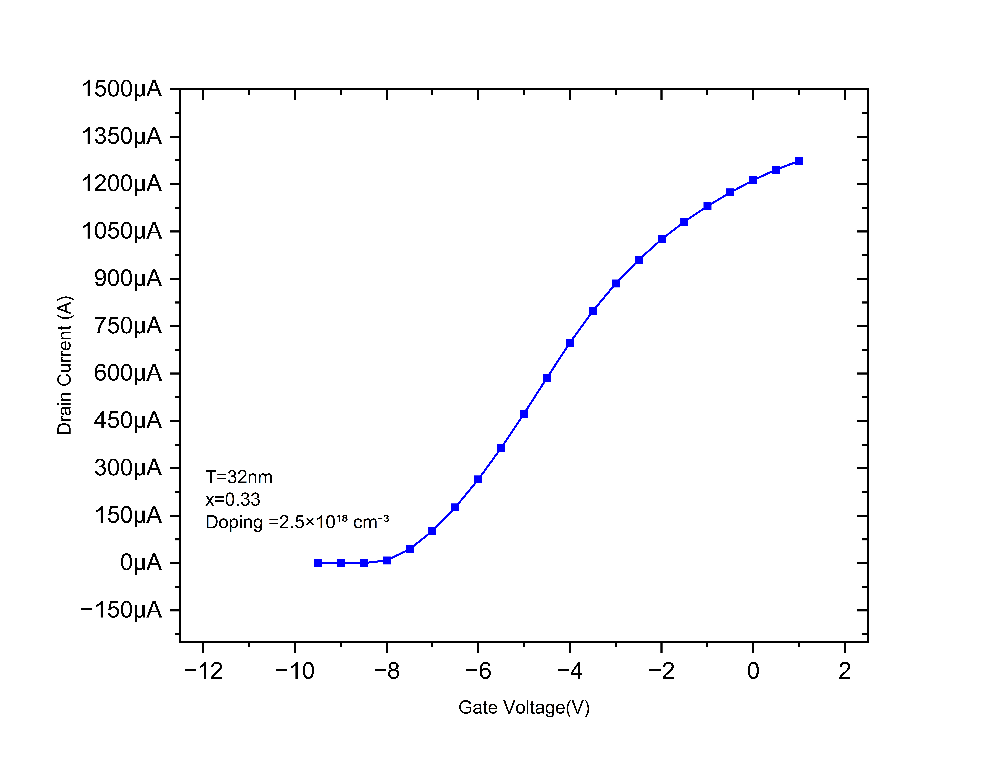 1500µA
1350µA
1200µA
1050µA
900µA
750µA
600µA
450µA
300µA
150µA
0µA
−150µA
Drain Current (A)
T=32nm
x=0.33
Doping =2.5×10¹⁸ cm⁻³
−12 −10 −8 −6 −4 −2 0 2
Gate Voltage(V)